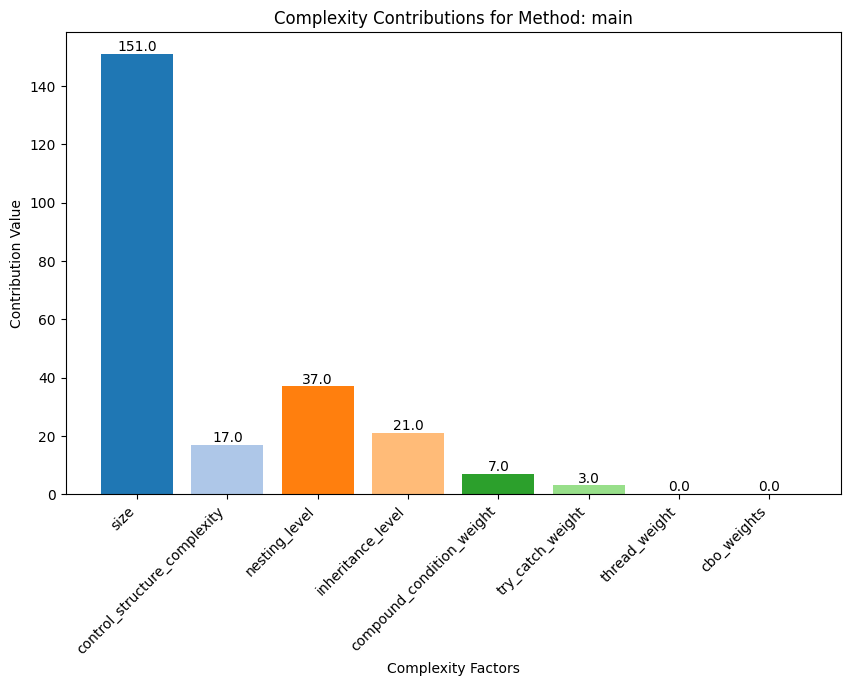 Complexity Contributions for Method: main
Contribution Value
140
120
100
80
60
40
20
0
151.0
17.0
37.0
21.0
7.0
3.0
0.0
0.0
size
control_structure_complexity
nesting_level
inheritance_level
compound_condition_weight
try_catch_weight
thread_weight
cbo_weights
Complexity Factors